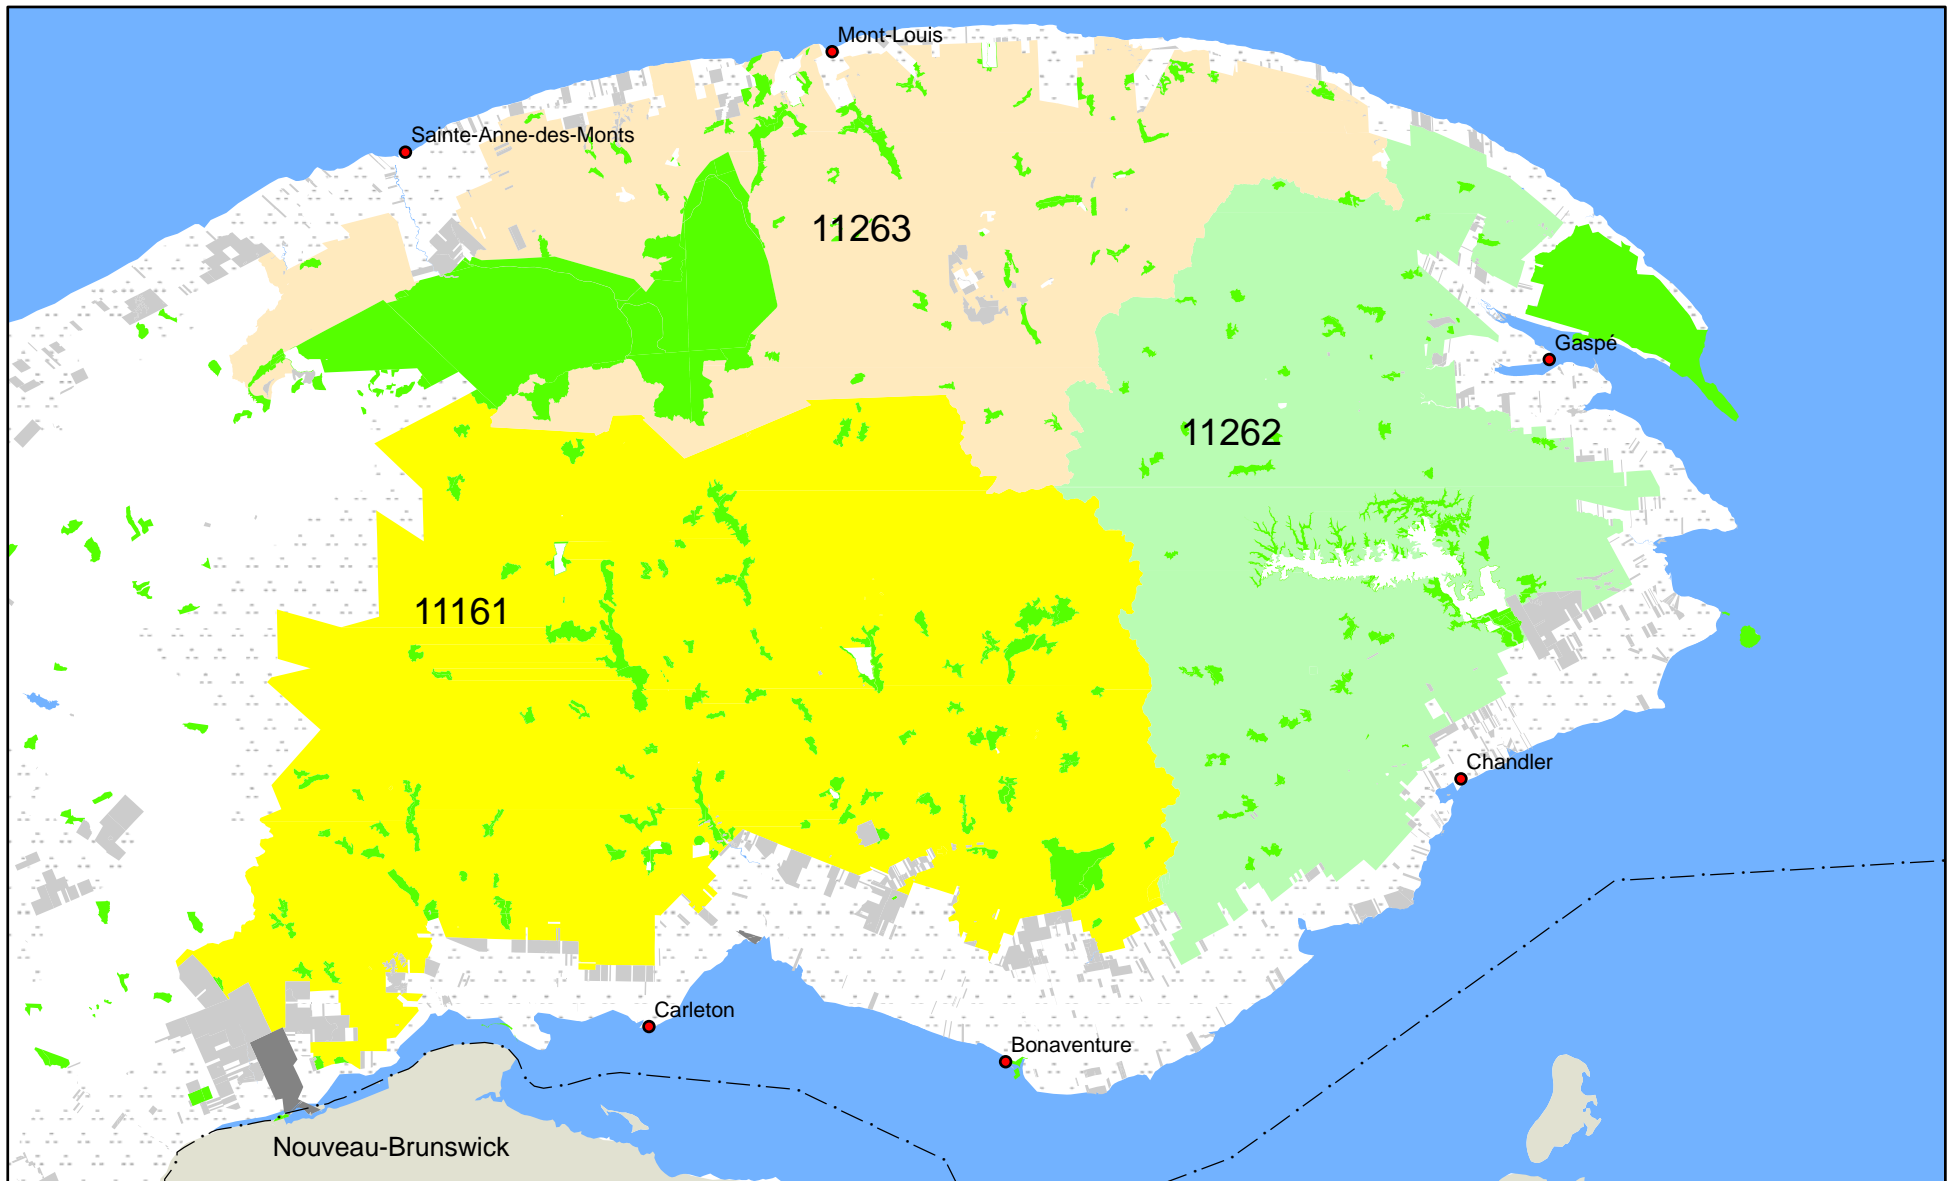 Mont-Louis
Sainte-Anne-des-Monts
11263
Gaspé
11262
11161
Chandler
Carleton
Bonaventure
Nouveau-Brunswick